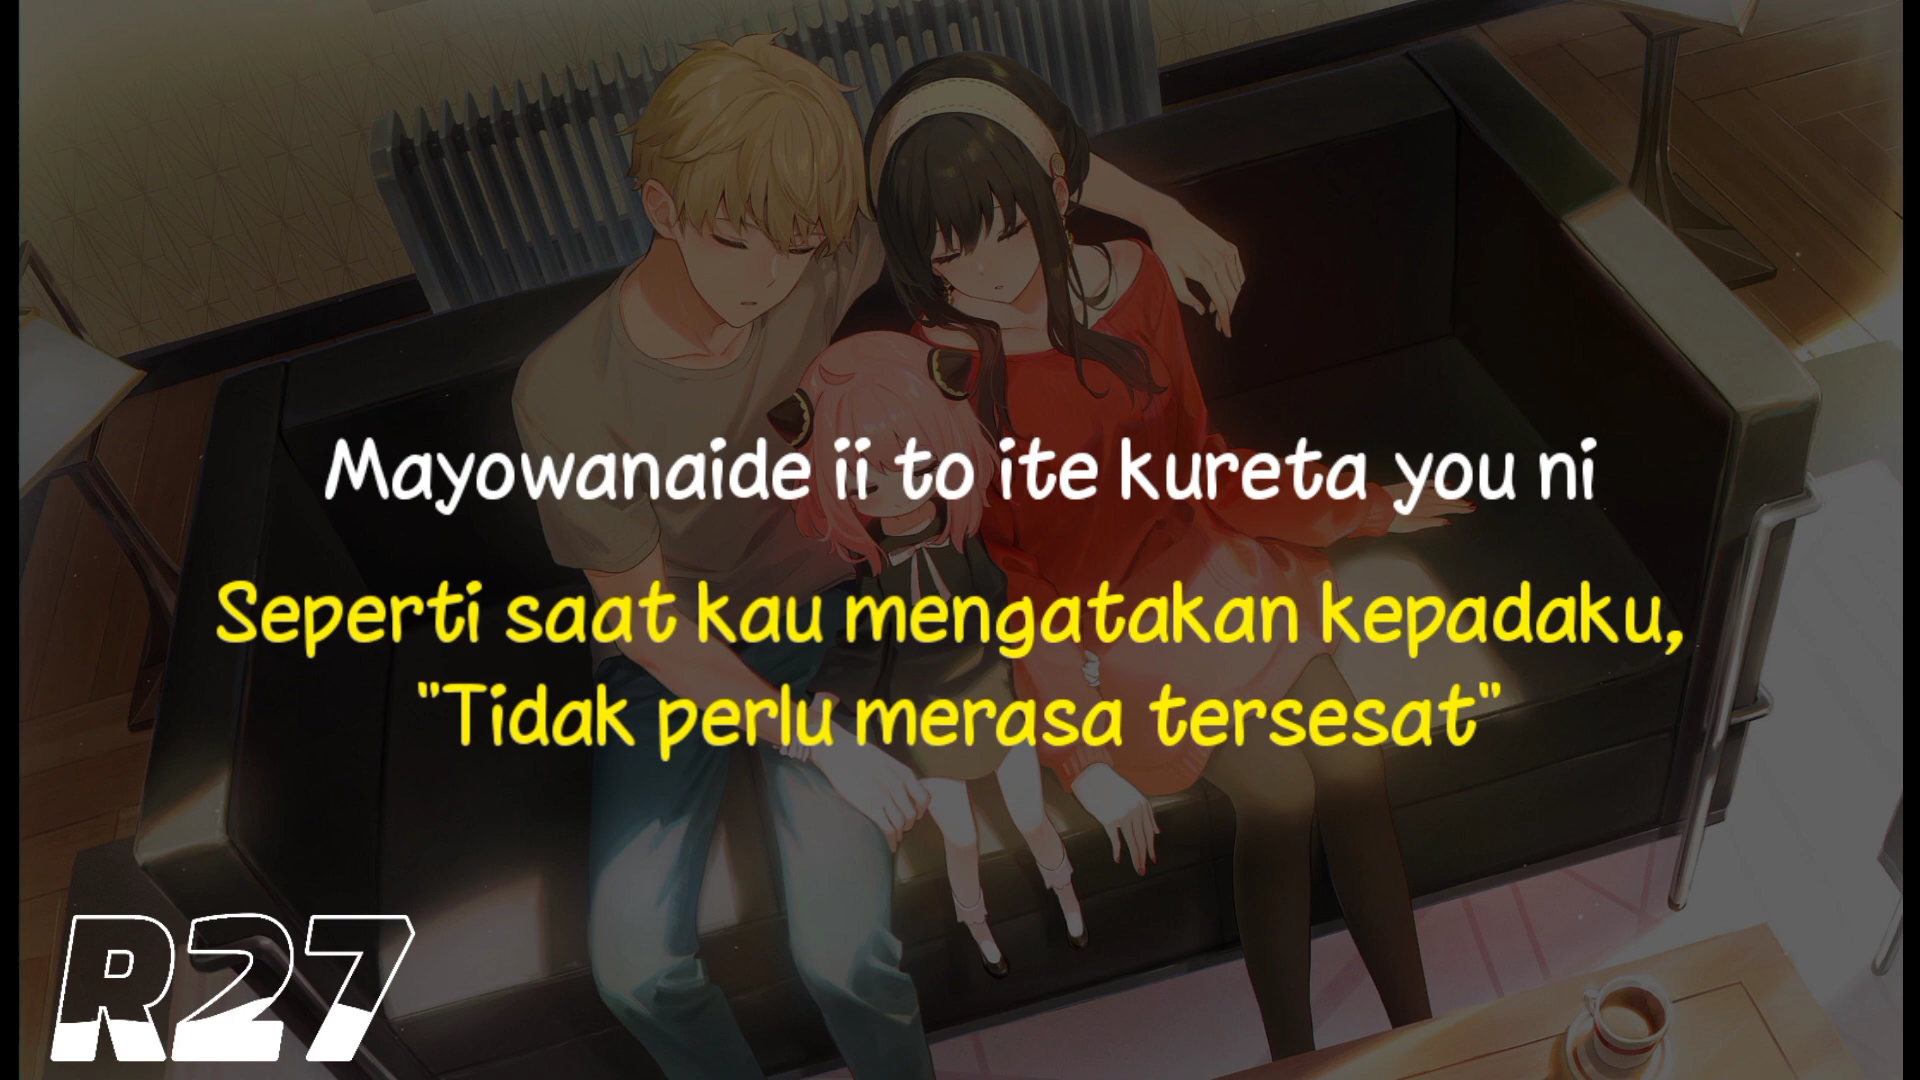 Mayowanaide ii to ite kureta you ni
Seperti saat kau mengatakan kepadaku,
"Tidak perlu merasa tersesat"
R27